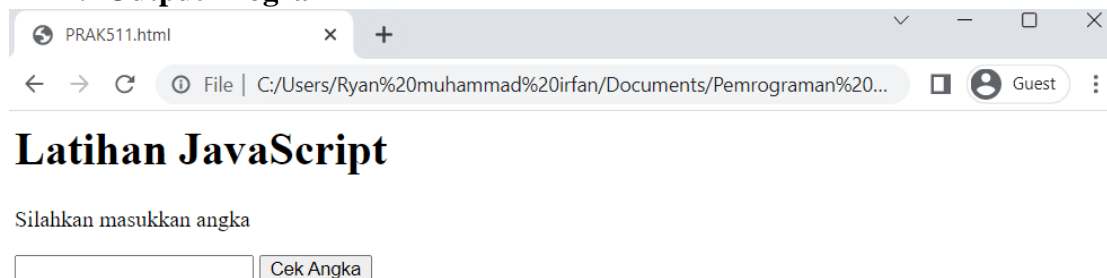 PRAK511.html
File | C:/Users/Ryan%20muhammad%20irfan/Documents/Pemrograman%20... Guest
Latihan JavaScript
Silahkan masukkan angka
Cek Angka